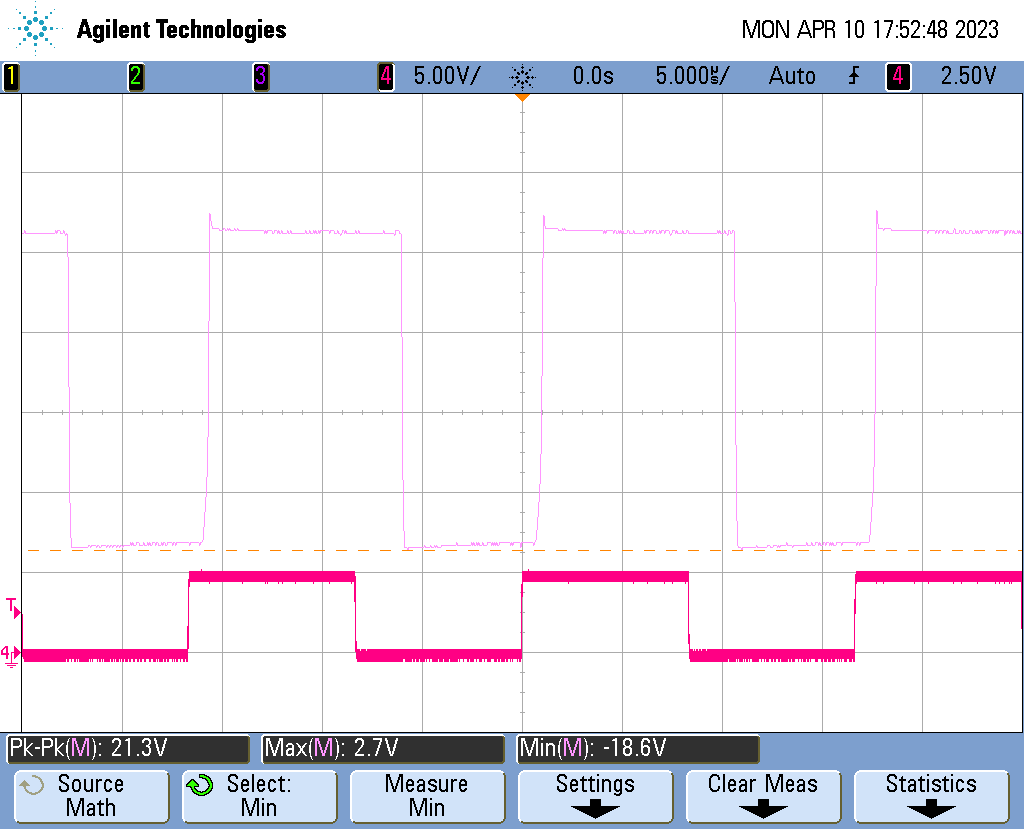 Agilent Technologies MON APR 10 17:52:48 2023
1 2 3 4 5.00V/ 0.0s 5.000µs/ Auto 4 2.50V
T
4
Pk-Pk(M): 21.3V Max(M): 2.7V Min(M): -18.6V
Source Select: Measure Settings Clear Meas Statistics
Math Min Min